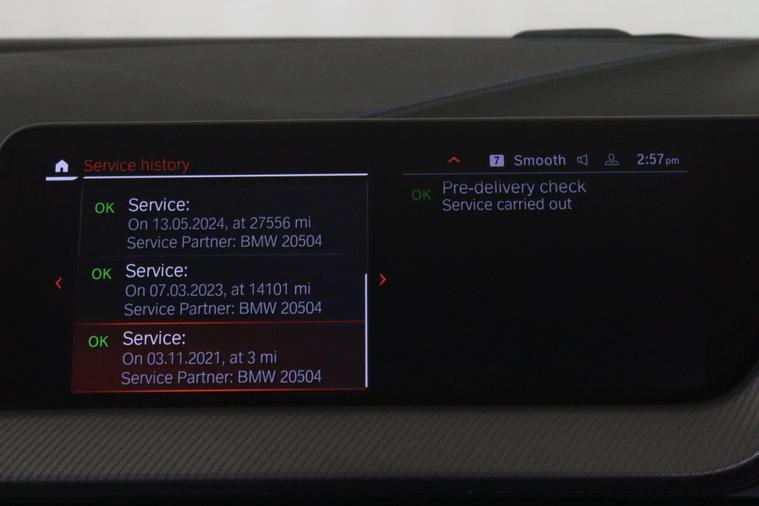 Service history
7 Smooth 2:57pm
OK Service:
On 13.05.2024, at 27556 mi
Service Partner: BMW 20504
OK Service:
On 07.03.2023, at 14101 mi
Service Partner: BMW 20504
OK Service:
On 03.11.2021, at 3 mi
Service Partner: BMW 20504
OK Pre-delivery check
Service carried out